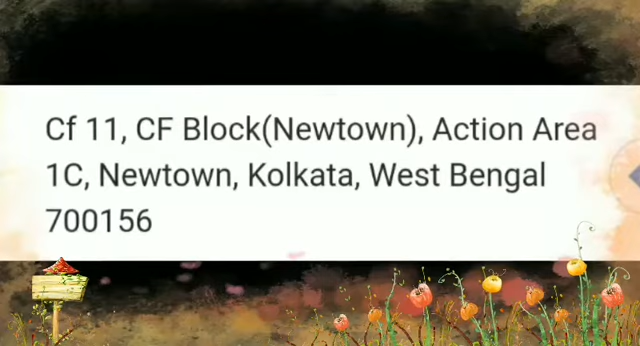 Cf 11, CF Block(Newtown), Action Area
1C, Newtown, Kolkata, West Bengal
700156